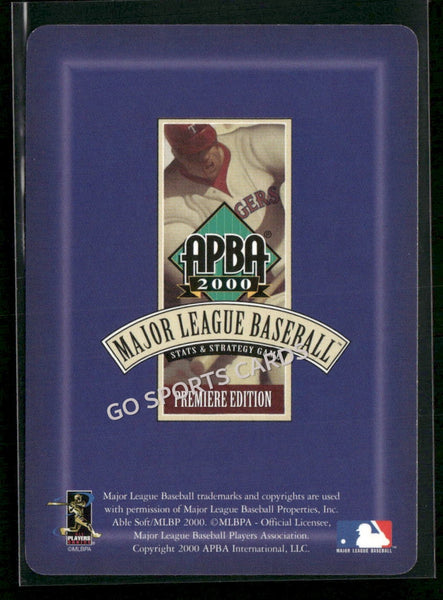 T
GERS
APBA®
2000
MAJOR LEAGUE BASEBALL™
STATS & STRATEGY GAME
GO SPORTS CARDS
PREMIERE EDITION
Major League Baseball trademarks and copyrights are used
with permission of Major League Baseball Properties, Inc.
Able Soft/MLBP 2000. ©MLBPA - Official Licensee,
Major League Baseball Players Association.
Copyright 2000 APBA International, LLC.
PLAYERS
CHOICE
©MLBPA
MAJOR LEAGUE BASEBALL